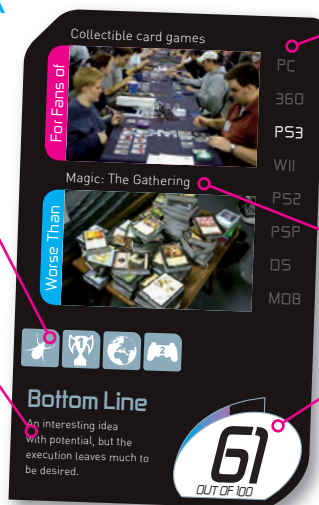 Collectible card games
For Fans of
PC
360
PS3
WII
PS2
PSP
DS
MOB
Magic: The Gathering
Worse Than
1
2
Bottom Line
An interesting idea
with potential, but the
execution leaves much to
be desired.
61
OUT OF 100